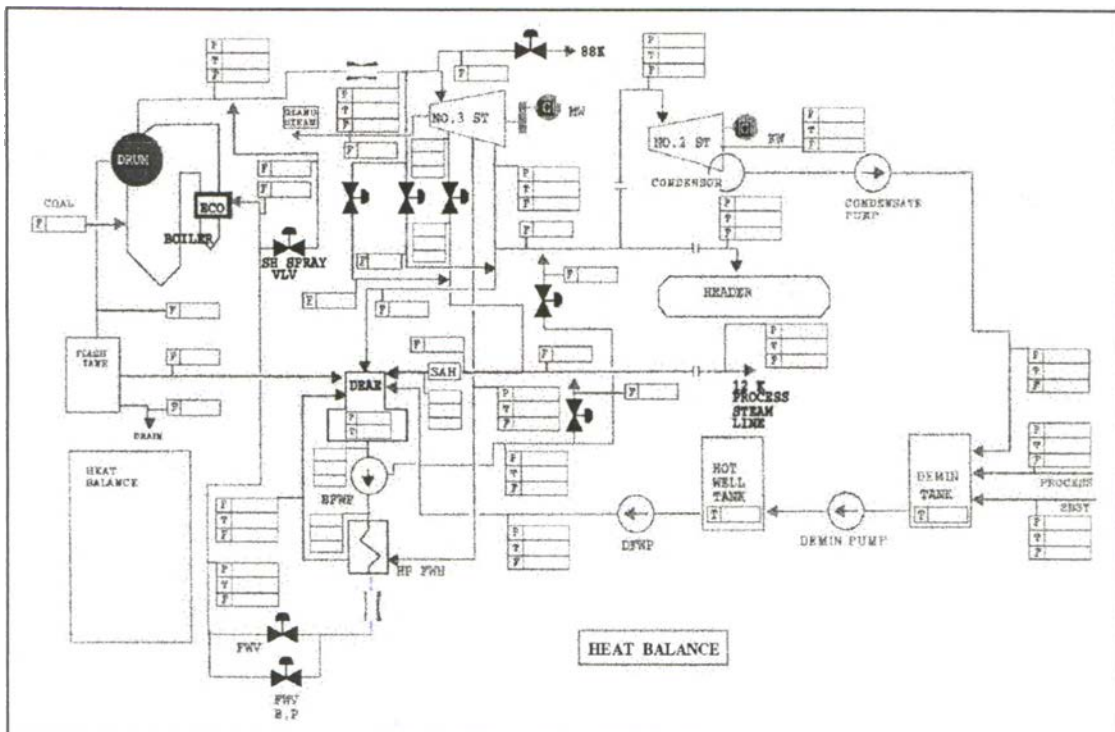 P
T
F
88K
F
P
T
F
GLAND
STEAM
P
T
F
F
NO.3 ST
MW
NO.2 ST
P
T
F
DRUM
CONDENSOR
CONDENSATE
PUMP
COAL
F
ECO
BOILER
F
F
P
T
F
SH SPRAY
VLV
F
F
F
F
F
HEADER
F
F
P
T
F
FLASH
TANK
F
F
F
SAH
DEAE
P
T
P
T
F
F
12 K
PROCESS
STEAM
LINE
P
T
F
F
DRAIN
HEAT
BALANCE
BFWP
P
T
F
HOT
WELL
TANK
T
DEMIN
TANK
T
P
T
F
PROCESS
P
T
F
P
T
F
DFWP
DEMIN PUMP
P
T
F
HP FWH
P
T
F
FWV
FWV
B.P
HEAT BALANCE